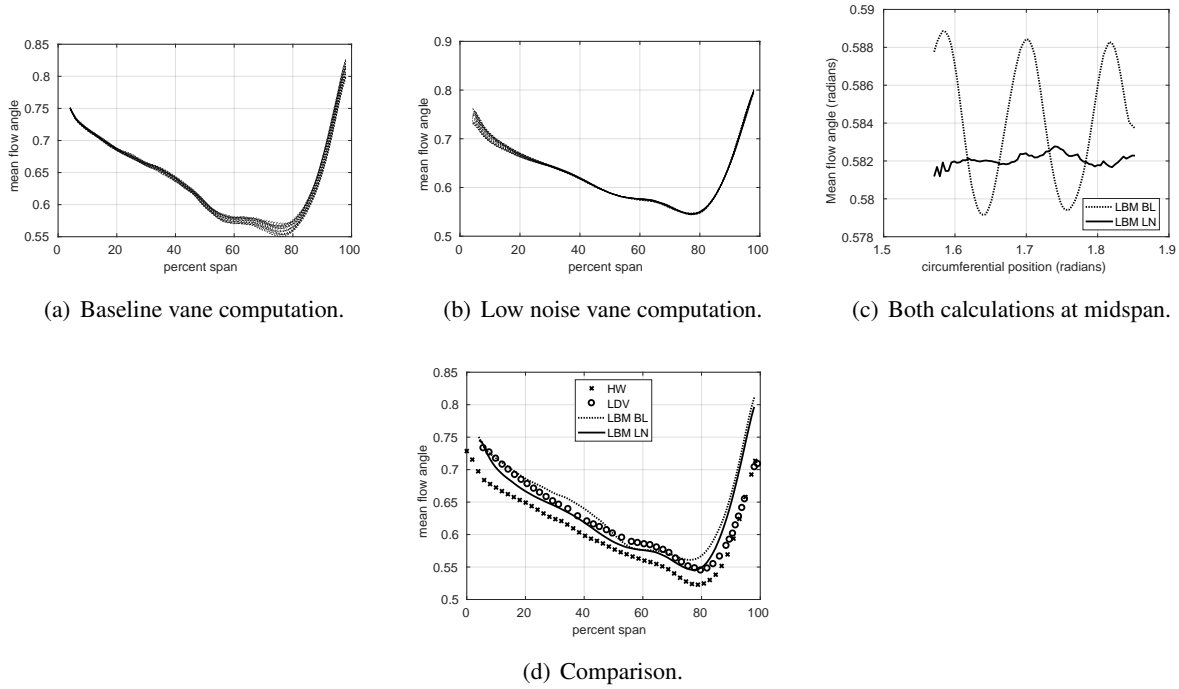 0.85
0.8
0.75
0.7
0.65
0.6
0.55
0 20 40 60 80 100
mean flow angle
percent span
(a) Baseline vane computation.
0.9
0.8
0.7
0.6
0.5
0 20 40 60 80 100
mean flow angle
percent span
(b) Low noise vane computation.
0.59
0.588
0.586
0.584
0.582
0.58
0.578
1.5 1.6 1.7 1.8 1.9
Mean flow angle (radians)
circumferential position (radians)
LBM BL
LBM LN
(c) Both calculations at midspan.
0.85
0.8
0.75
0.7
0.65
0.6
0.55
0.5
0 20 40 60 80 100
mean flow angle
percent span
HW
LDV
LBM BL
LBM LN
(d) Comparison.